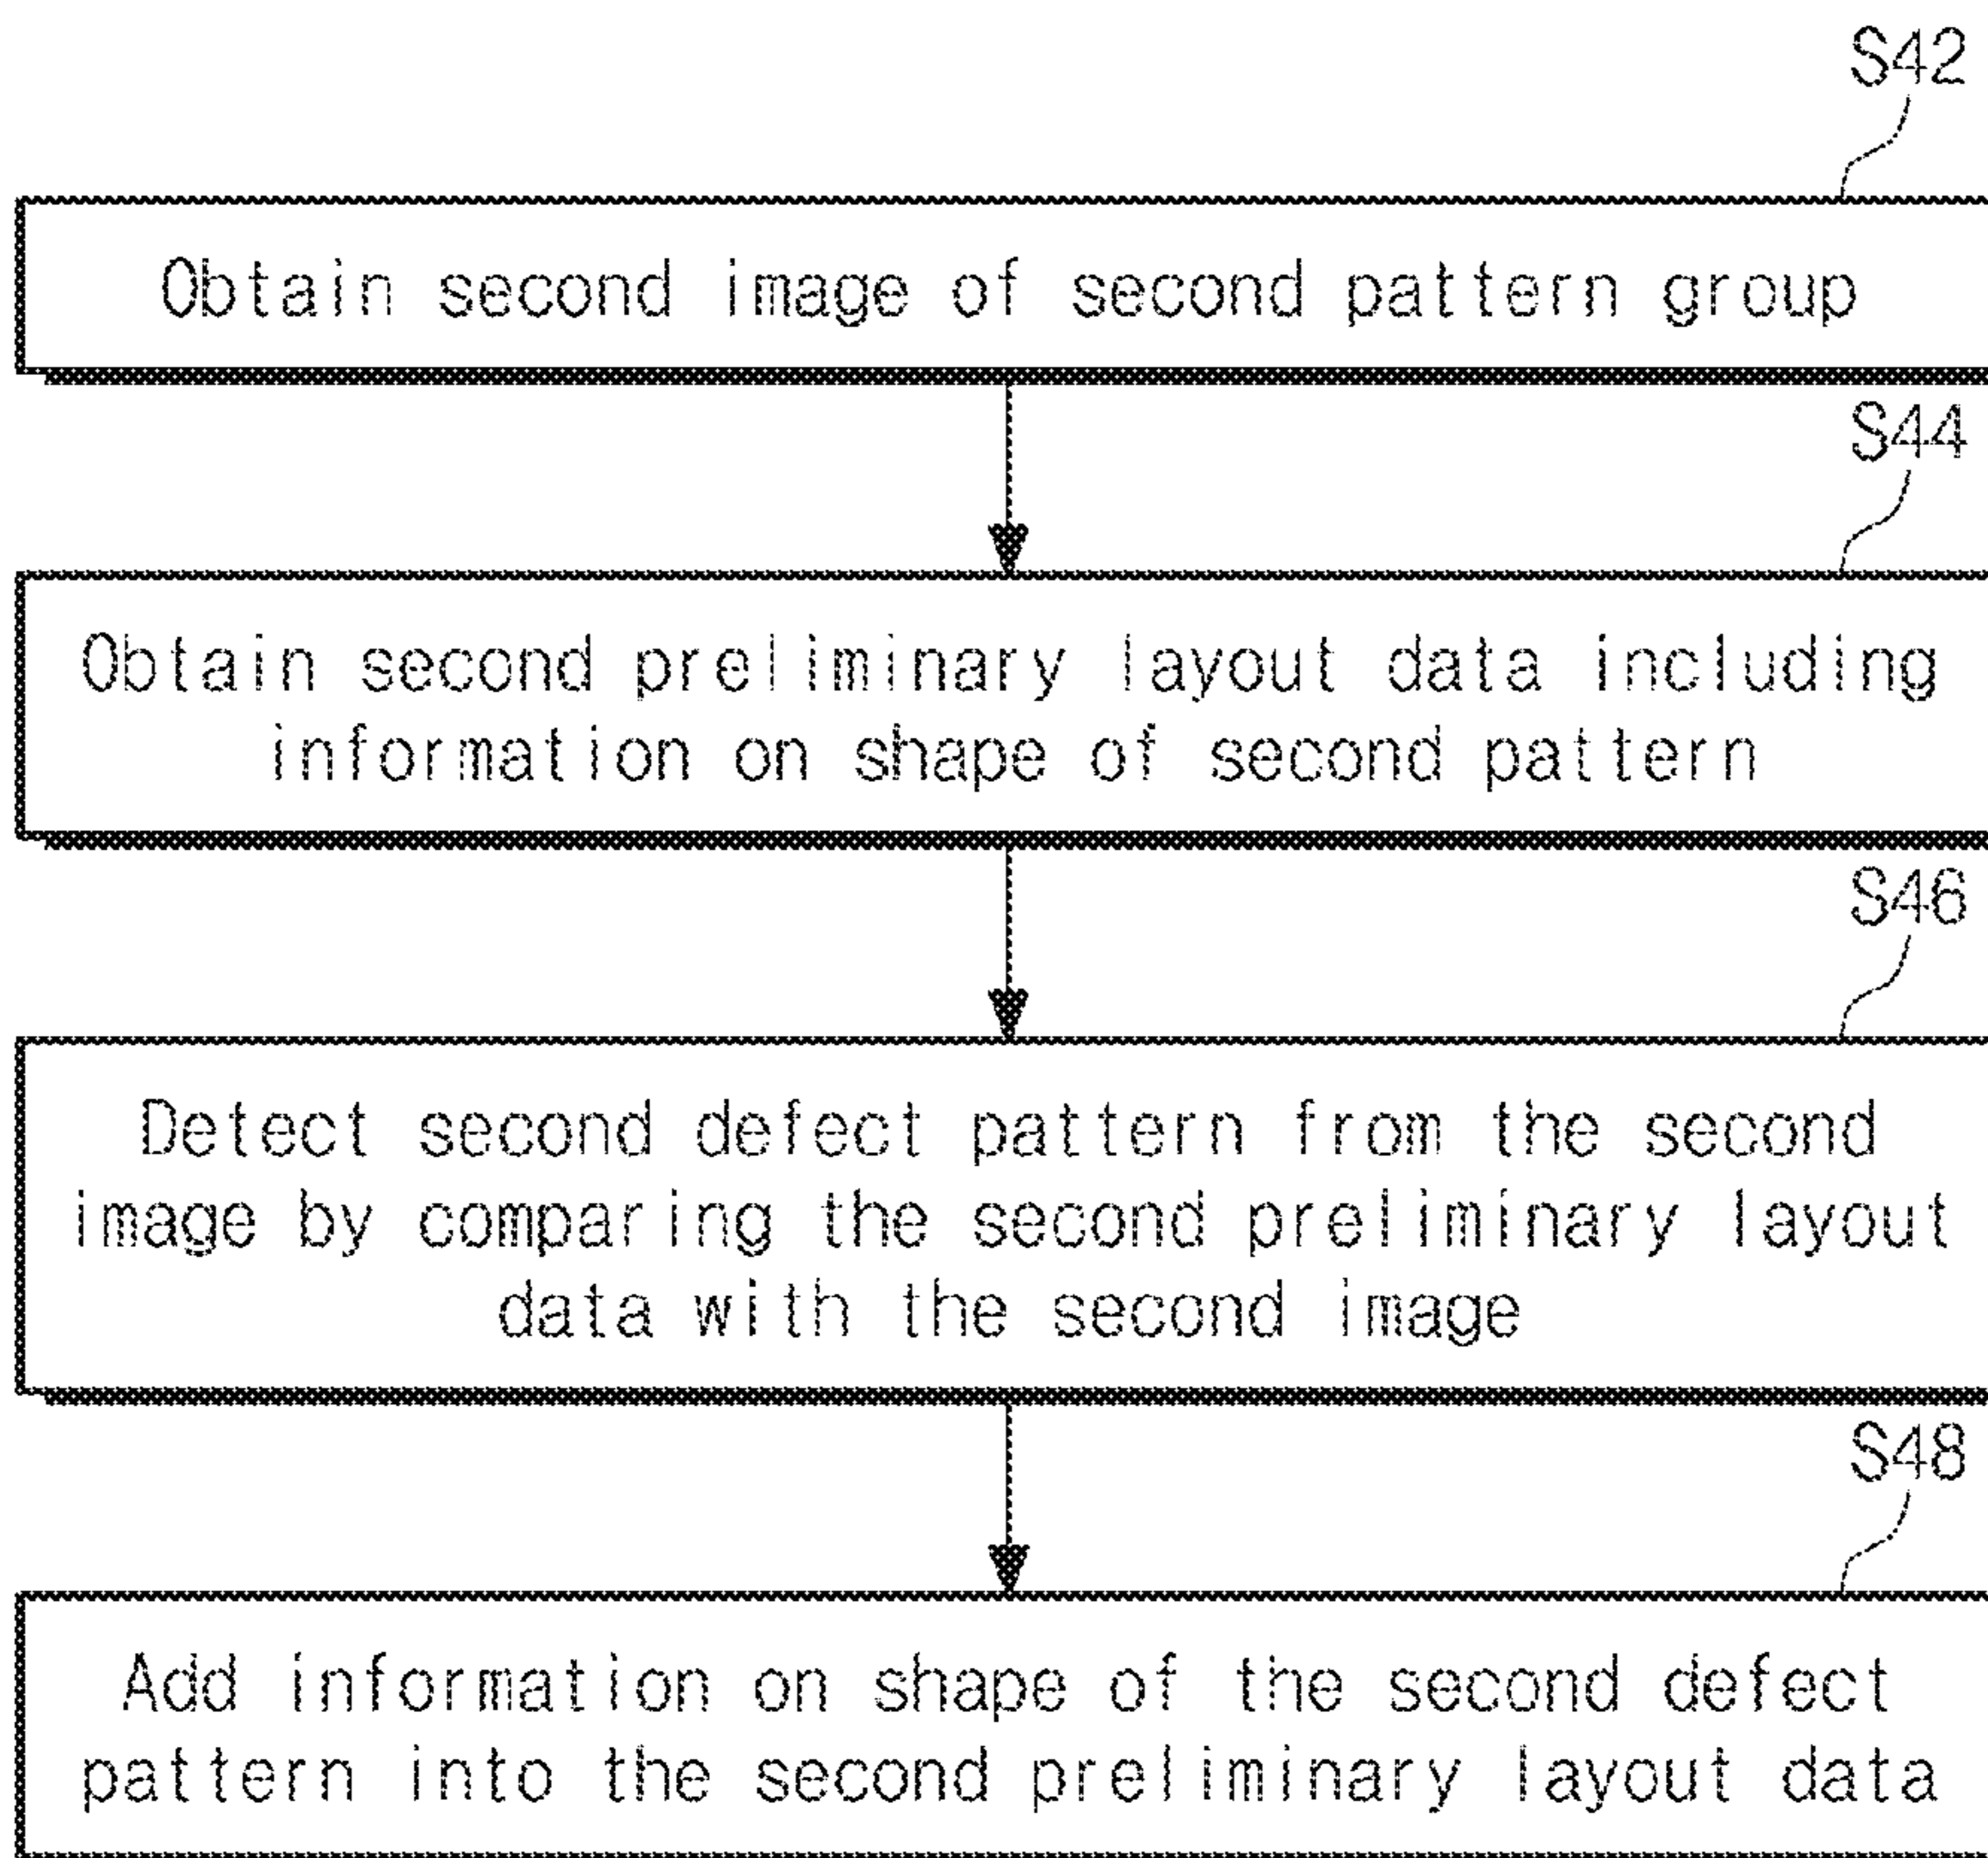 S42
Obtain second image of second pattern group
S44
Obtain second preliminary layout data including
information on shape of second pattern
S46
Detect second defect pattern from the second
image by comparing the second preliminary layout
data with the second image
S48
Add information on shape of the second defect
pattern into the second preliminary layout data